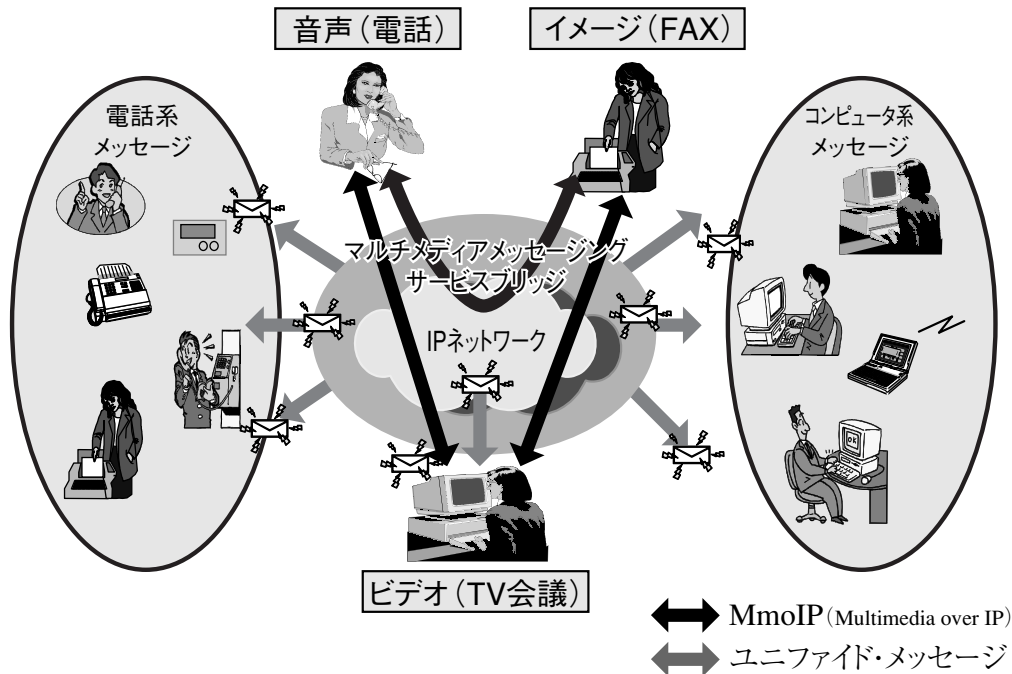 音声（電話）
イメージ（FAX）
電話系
メッセージ
コンピュータ系
メッセージ
マルチメディアメッセージング
サービスブリッジ
IPネットワーク
OK
ビデオ（TV会議）
MmoIP（Multimedia over IP）
ユニファイド・メッセージ